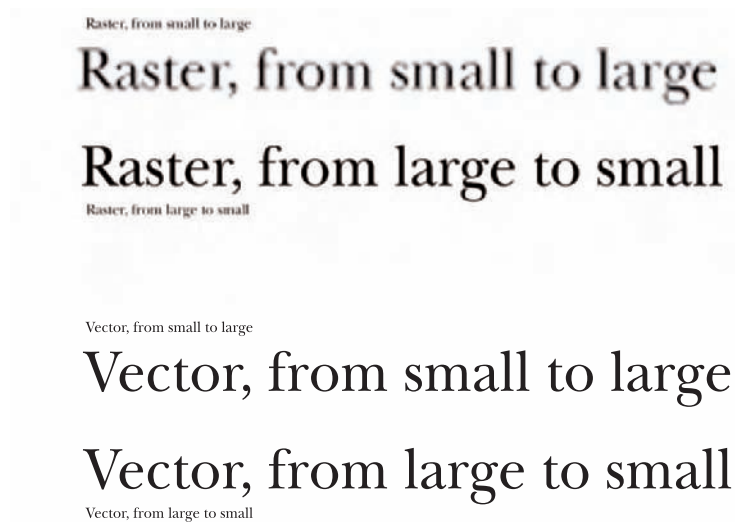 Raster, from small to large
Raster, from small to large
Raster, from large to small
Raster, from large to small
Vector, from small to large
Vector, from small to large
Vector, from large to small
Vector, from large to small